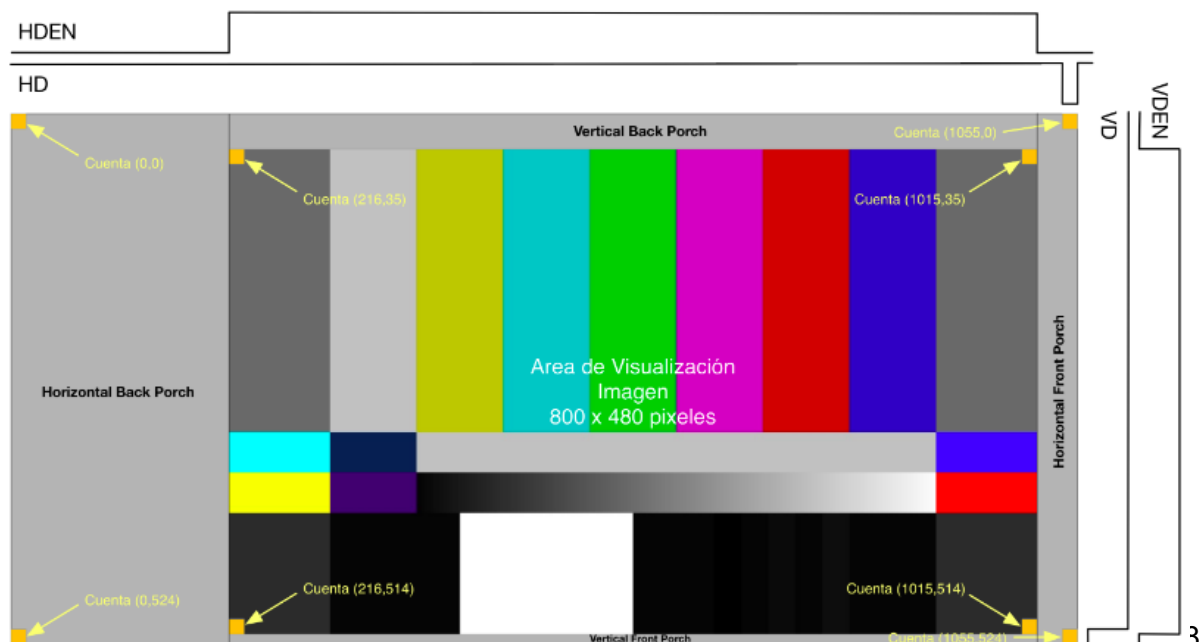 HDEN
HD
VD
VDEN
Vertical Back Porch
Cuenta (1055,0)
Cuenta (0,0)
Cuenta (216,35)
Cuenta (1015,35)
Area de Visualización
Imagen
800 x 480 pixeles
Horizontal Back Porch
Horizontal Front Porch
Cuenta (216,514)
Cuenta (1015,514)
Cuenta (0,524)
Vertical Front Porch
Cuenta (1055,524)